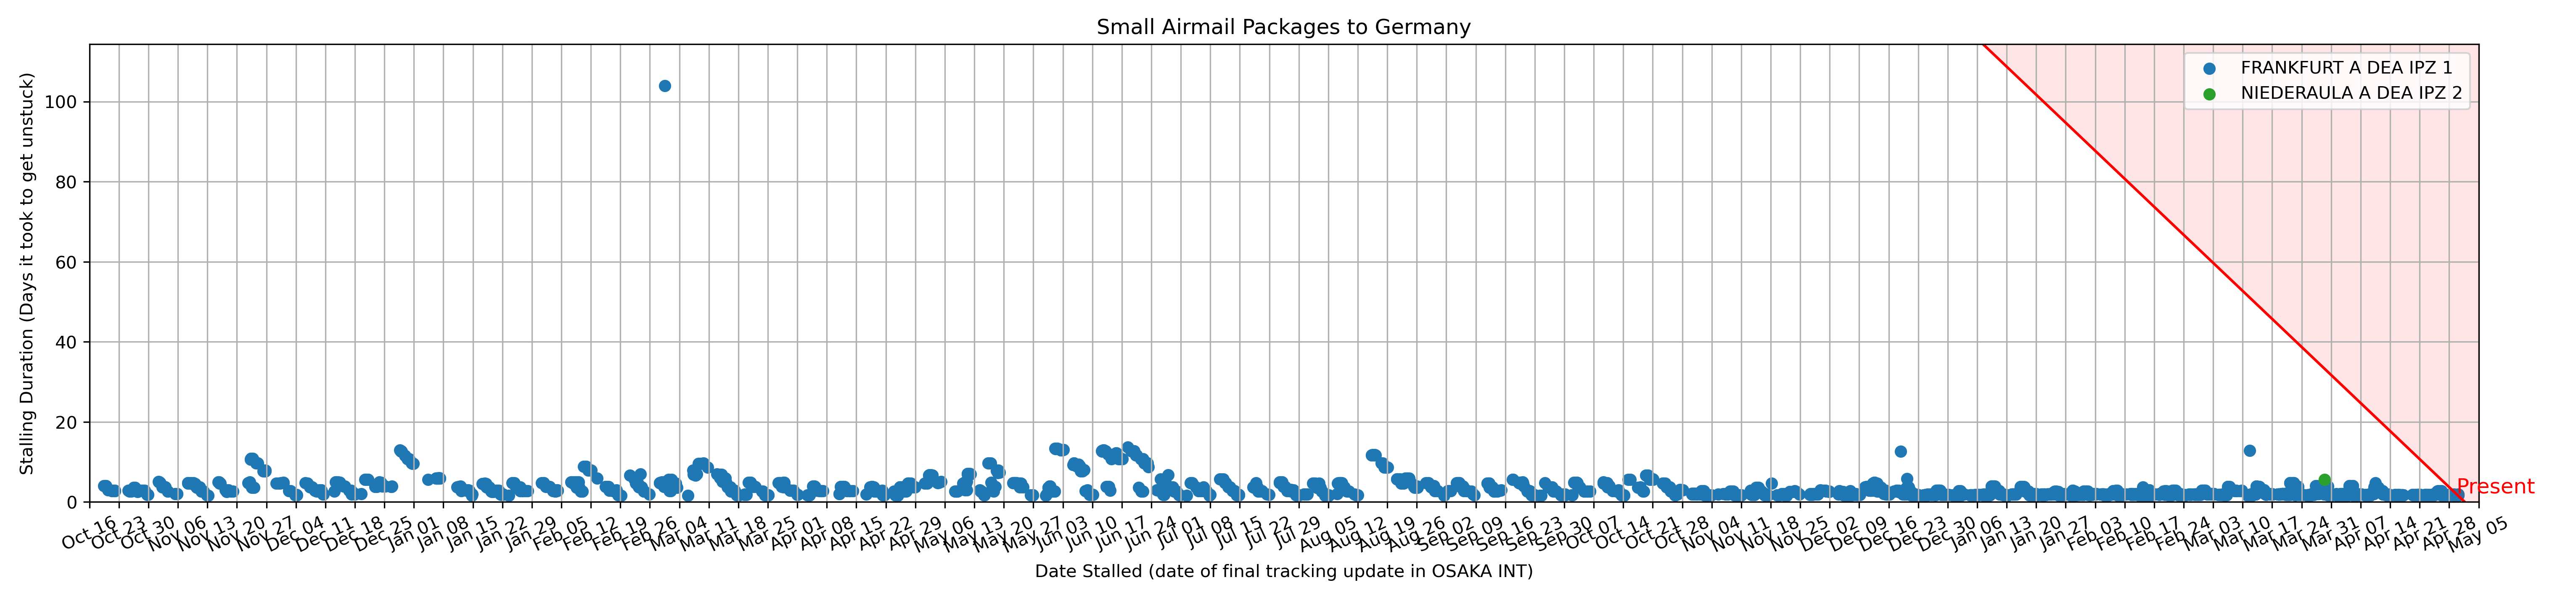 Small Airmail Packages to Germany
Stalling Duration (Days it took to get unstuck)
100
80
60
40
20
0
FRANKFURT A DEA IPZ 1
NIEDERAULA A DEA IPZ 2
Present
Oct 16
Oct 23
Oct 30
Nov 06
Nov 13
Nov 20
Nov 27
Dec 04
Dec 11
Dec 18
Dec 25
Jan 01
Jan 08
Jan 15
Jan 22
Jan 29
Feb 05
Feb 12
Feb 19
Feb 26
Mar 04
Mar 11
Mar 18
Mar 25
Apr 01
Apr 08
Apr 15
Apr 22
Apr 29
May 06
May 13
May 20
May 27
Jun 03
Jun 10
Jun 17
Jun 24
Jul 01
Jul 08
Jul 15
Jul 22
Jul 29
Aug 05
Aug 12
Aug 19
Aug 26
Sep 02
Sep 09
Sep 16
Sep 23
Sep 30
Oct 07
Oct 14
Oct 21
Oct 28
Nov 04
Nov 11
Nov 18
Nov 25
Dec 02
Dec 09
Dec 16
Dec 23
Dec 30
Jan 06
Jan 13
Jan 20
Jan 27
Feb 03
Feb 10
Feb 17
Feb 24
Mar 03
Mar 10
Mar 17
Mar 24
Mar 31
Apr 07
Apr 14
Apr 21
Apr 28
May 05
Date Stalled (date of final tracking update in OSAKA INT)